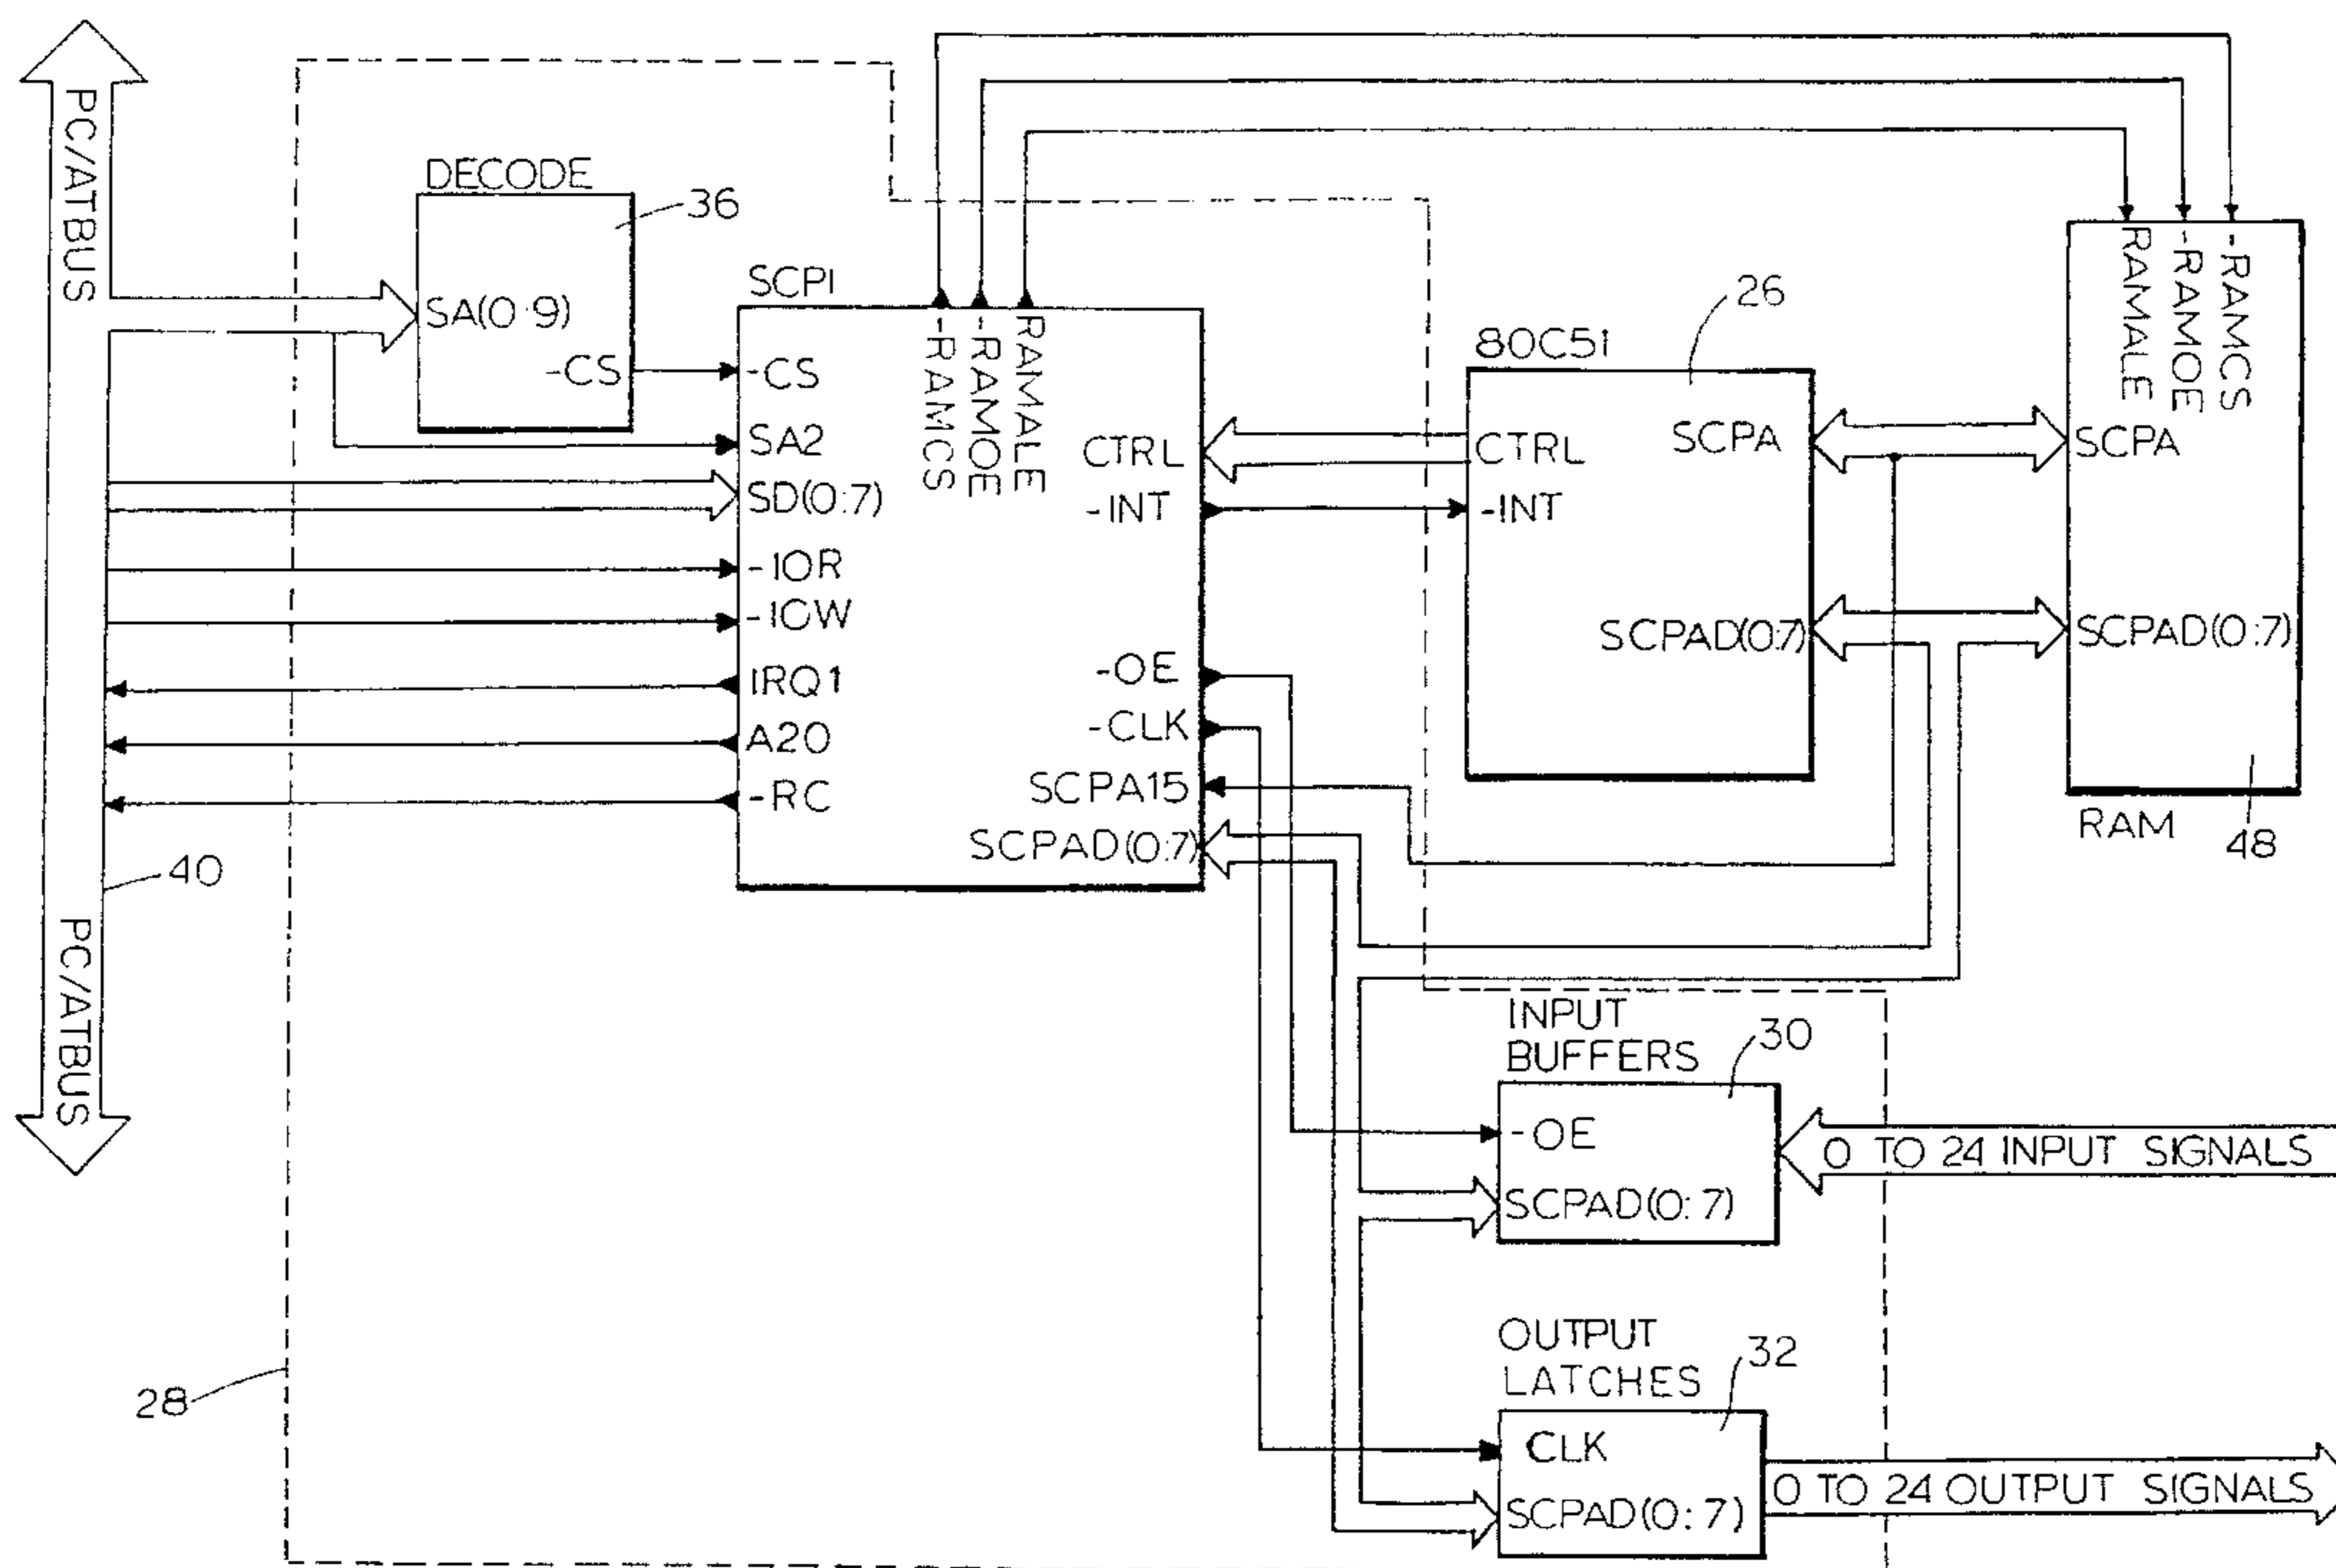 PC/ATBUS
DECODE
36
SA(0:9)
-CS
SCPI
-CS
SA2
SD(0:7)
-IOR
-IOW
IRQ1
A20
-RC
-RAMCS
-RAMOE
RAMALE
CTRL
-INT
-OE
-CLK
SCPA15
SCPAD(0:7)
80C51
26
CTRL
-INT
SCPA
SCPAD(0:7)
RAMALE
-RAMOE
-RAMCS
SCPA
SCPAD(0:7)
RAM
48
40
PC/ATBUS
INPUT
BUFFERS
30
-OE
SCPAD(0:7)
0 TO 24 INPUT SIGNALS
OUTPUT
LATCHES
32
CLK
SCPAD(0:7)
0 TO 24 OUTPUT SIGNALS
28